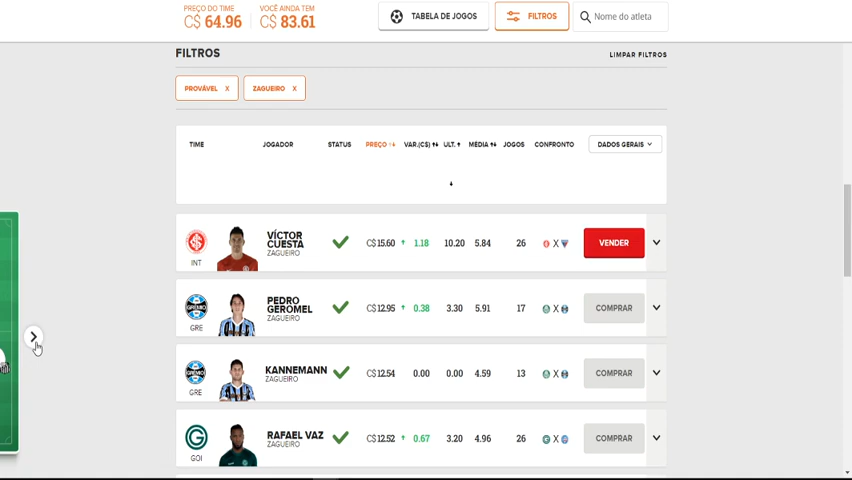 PREÇO DO TIME
C$ 64.96
VOCÊ AINDA TEM
C$ 83.61
TABELA DE JOGOS
FILTROS
Nome do atleta
FILTROS
LIMPAR FILTROS
PROVÁVEL X
ZAGUEIRO X
TIME JOGADOR STATUS PREÇO VAR.(C$) ULT. MÉDIA JOGOS CONFRONTO DADOS GERAIS
INT
VÍCTOR
CUESTA
ZAGUEIRO
C$ 15.60 1.18 10.20 5.84 26 X VENDER
GRE
PEDRO
GEROMEL
ZAGUEIRO
C$ 12.95 0.38 3.30 5.91 17 X COMPRAR
GRE
KANNEMANN
ZAGUEIRO
C$ 12.54 0.00 0.00 4.59 13 X COMPRAR
GOI
RAFAEL VAZ
ZAGUEIRO
C$ 12.52 0.67 3.20 4.96 26 X COMPRAR